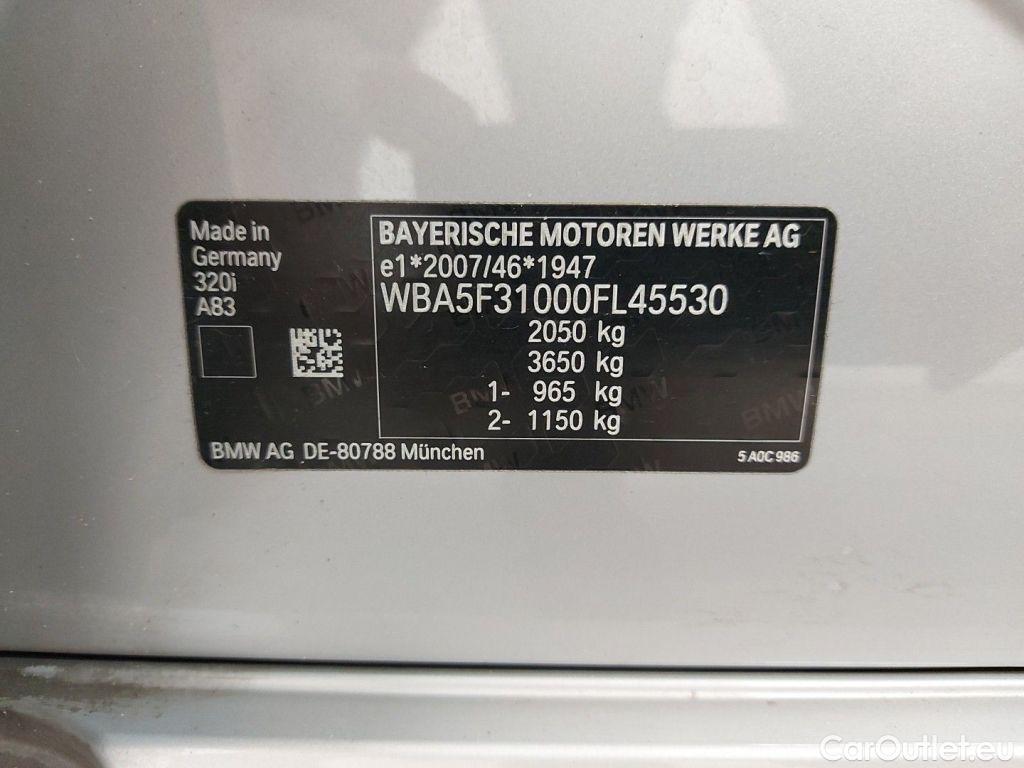 Made in
Germany
320i
A83
BAYERISCHE MOTOREN WERKE AG
e1*2007/46*1947
WBA5F31000FL45530
2050 kg
3650 kg
1- 965 kg
2- 1150 kg
BMW AG DE-80788 München
5 A0C 986
CarOutlet.eu